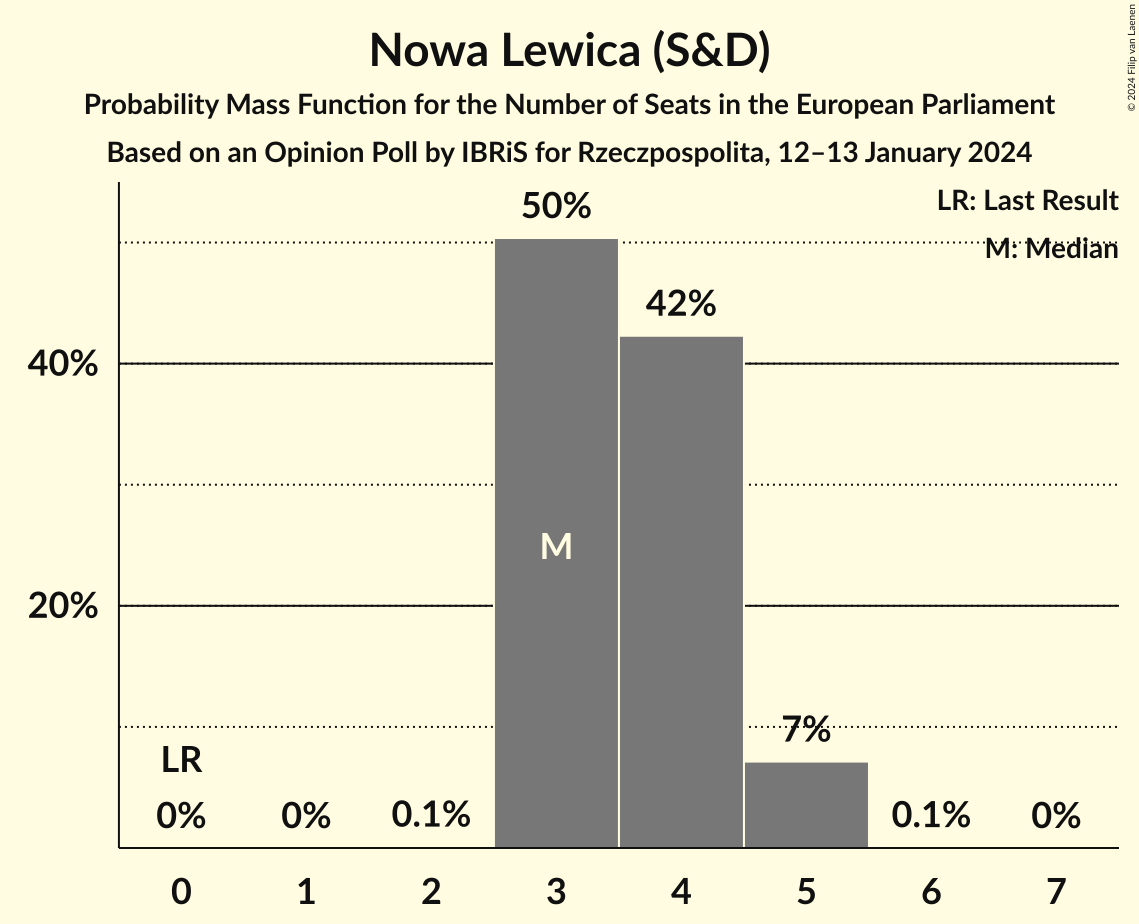 Nowa Lewica (S&D)
Probability Mass Function for the Number of Seats in the European Parliament
Based on an Opinion Poll by IBRiS for Rzeczpospolita, 12–13 January 2024
© 2024 Filip van Laenen
LR: Last Result
M: Median
50%
42%
40%
M
20%
7%
LR
0% 0% 0.1% 0.1% 0%
0 1 2 3 4 5 6 7